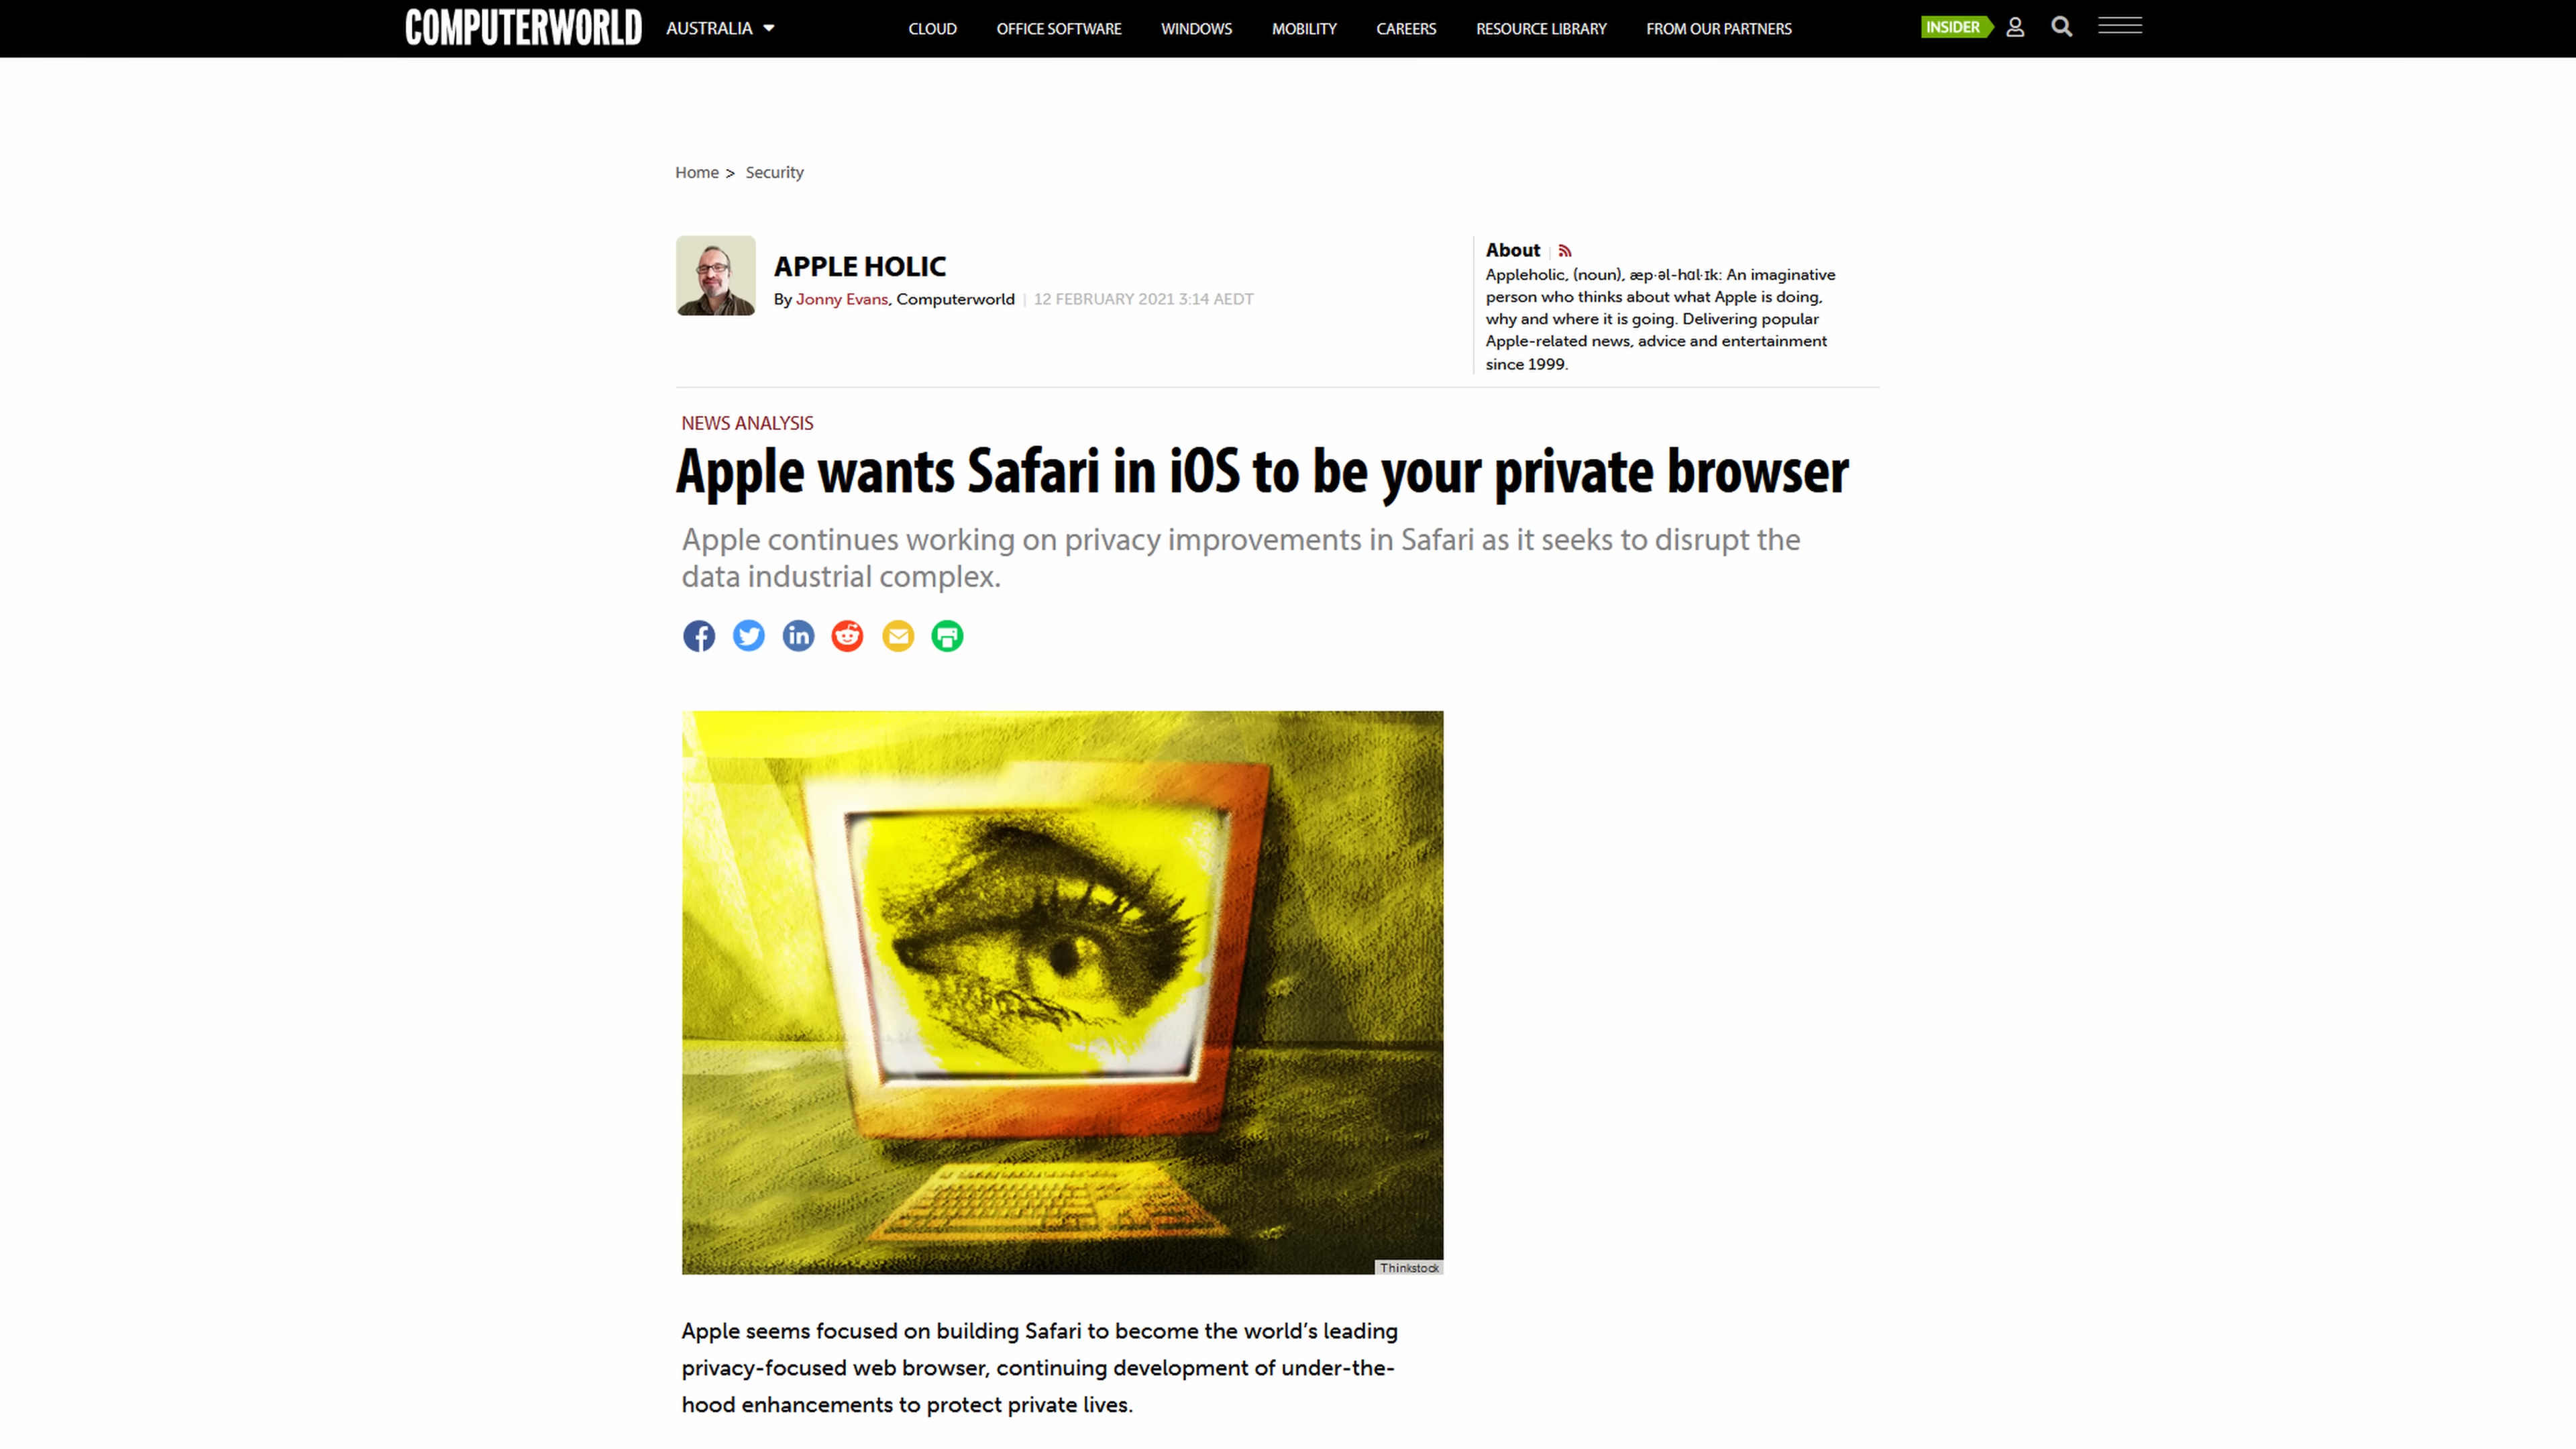 COMPUTERWORLD AUSTRALIA CLOUD OFFICE SOFTWARE WINDOWS MOBILITY CAREERS RESOURCE LIBRARY FROM OUR PARTNERS INSIDER
Home > Security
APPLE HOLIC
By Jonny Evans, Computerworld | 12 FEBRUARY 2021 3:14 AEDT
About
Appleholic, (noun), æp·əl-hɑl·ɪk: An imaginative
person who thinks about what Apple is doing,
why and where it is going. Delivering popular
Apple-related news, advice and entertainment
since 1999.
NEWS ANALYSIS
Apple wants Safari in iOS to be your private browser
Apple continues working on privacy improvements in Safari as it seeks to disrupt the
data industrial complex.
Thinkstock
Apple seems focused on building Safari to become the world’s leading
privacy-focused web browser, continuing development of under-the-
hood enhancements to protect private lives.